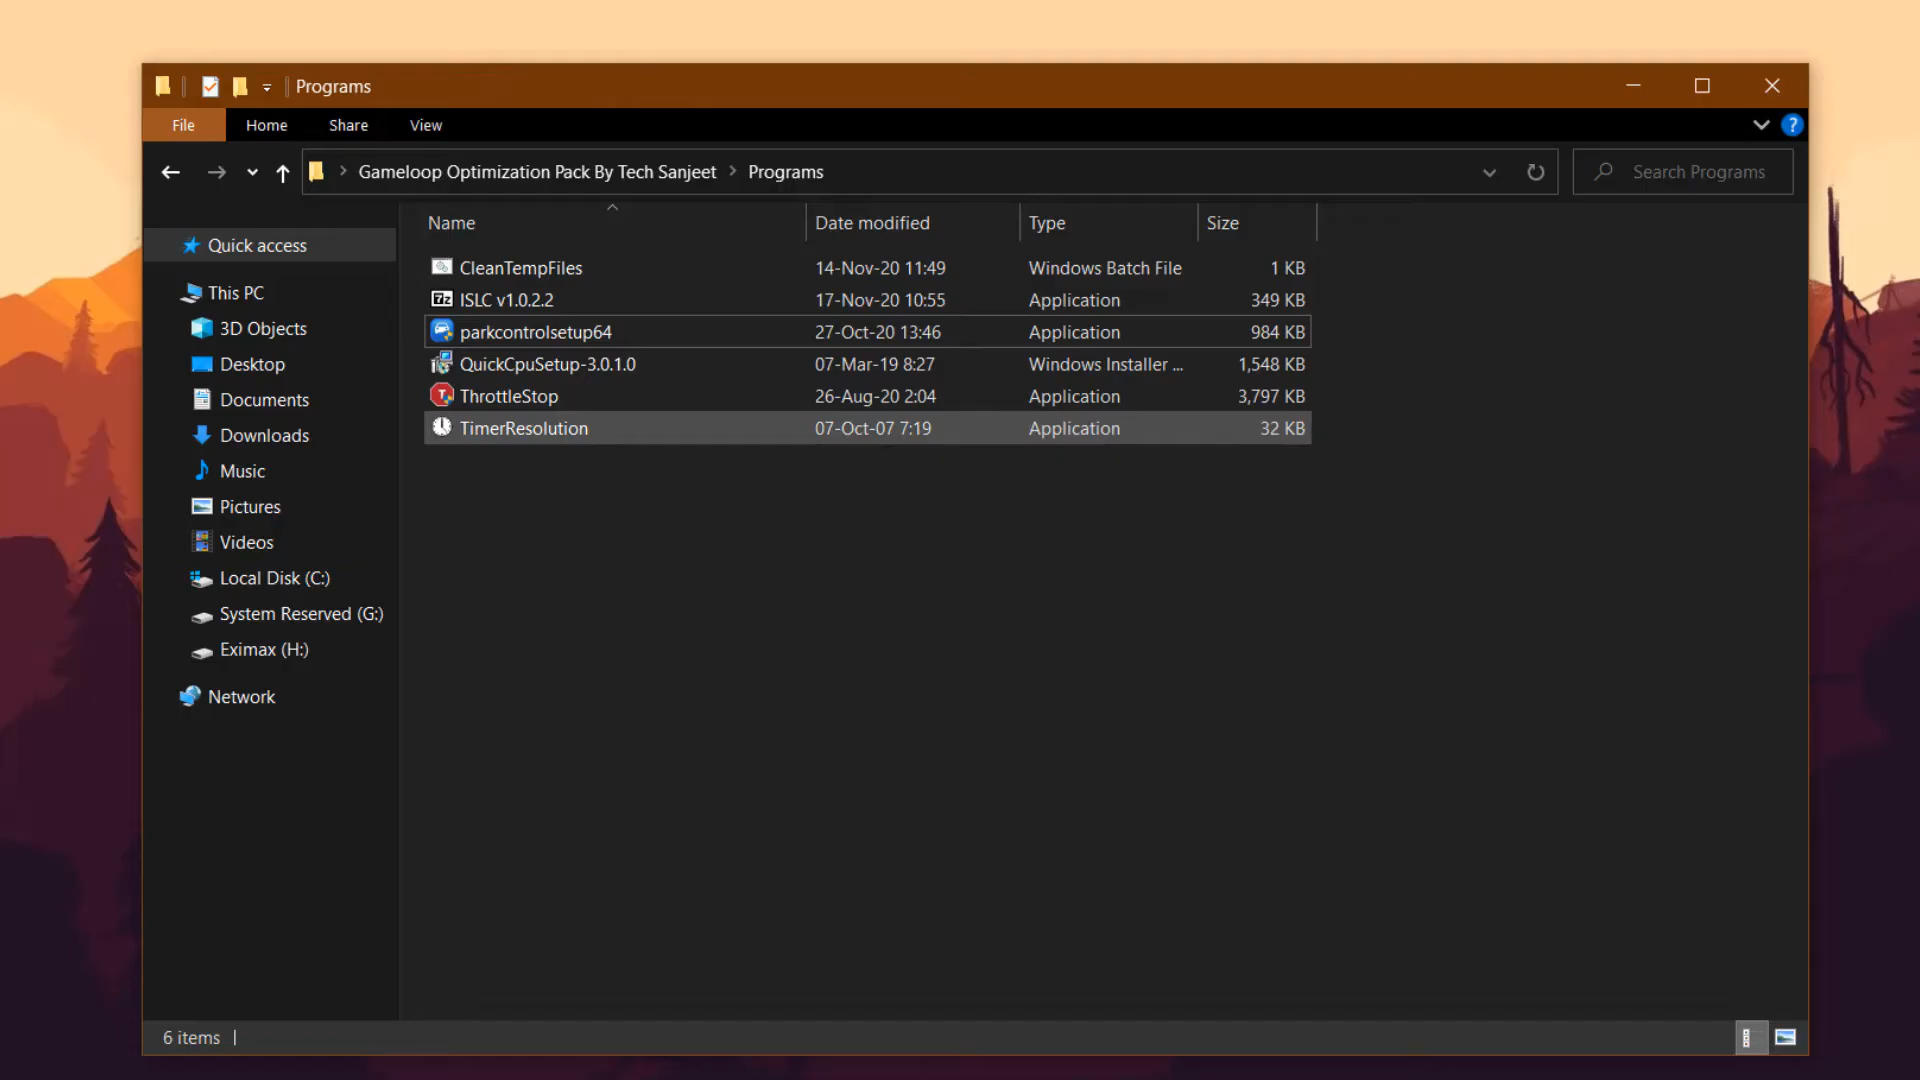 Programs
File Home Share View
Gameloop Optimization Pack By Tech Sanjeet Programs
Search Programs
Name Date modified Type Size
Quick access
This PC
3D Objects
Desktop
Documents
Downloads
Music
Pictures
Videos
Local Disk (C:)
System Reserved (G:)
Eximax (H:)
Network
CleanTempFiles 14-Nov-20 11:49 Windows Batch File 1 KB
ISLC v1.0.2.2 17-Nov-20 10:55 Application 349 KB
parkcontrolsetup64 27-Oct-20 13:46 Application 984 KB
QuickCpuSetup-3.0.1.0 07-Mar-19 8:27 Windows Installer ... 1,548 KB
ThrottleStop 26-Aug-20 2:04 Application 3,797 KB
TimerResolution 07-Oct-07 7:19 Application 32 KB
6 items